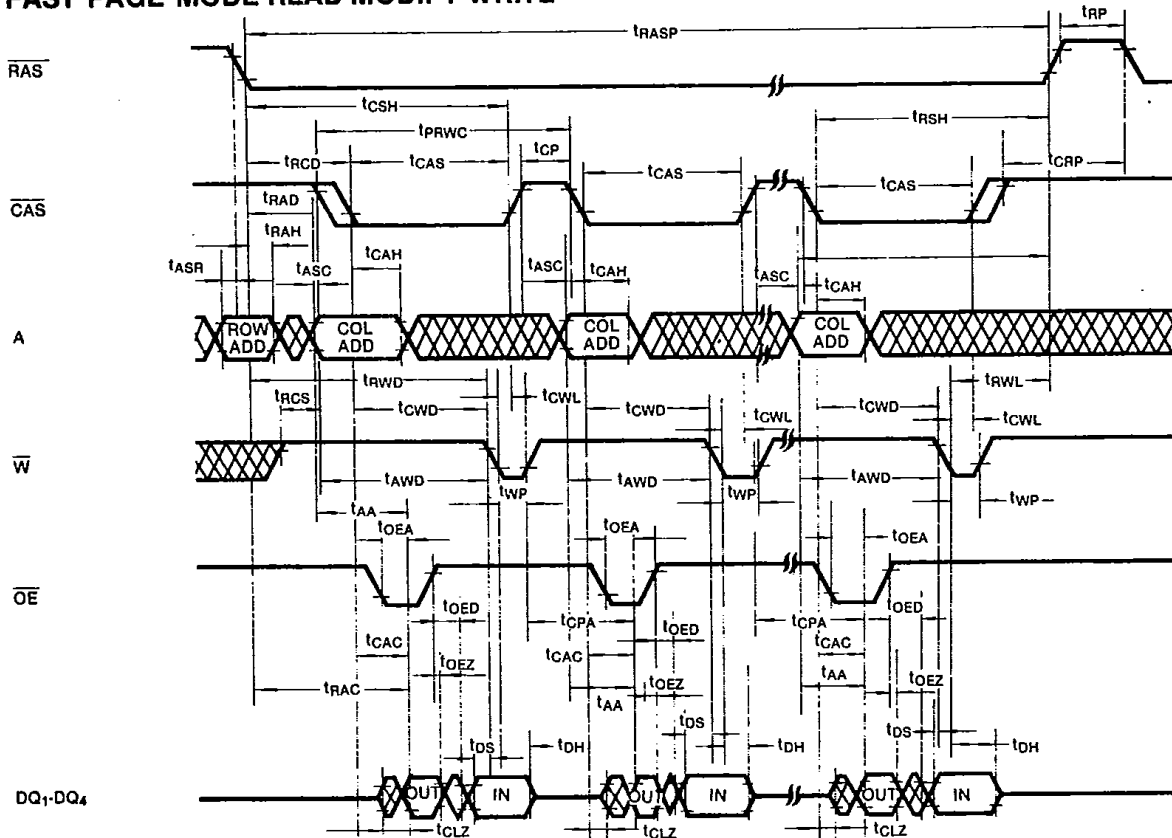 FAST PAGE MODE READ-MODIFY-WRITE
tRP
tRASP
RAS
tCSH
tPRWC
tRSH
tRCD tCAS tCP tCRP
tCAS tCAS
CAS
tRAD
tRAH
tASR tASC tCAH tASC tCAH tASC tCAH
A
ROW ADD COL ADD COL ADD COL ADD
tRWD tRWL
tRCS tCWL
tCWD tCWD tCWL tCWD tCWL
W
tAWD tAWD tAWD
tWP tWP tWP
tAA
tOEA tOEA tOEA
OE
tOED tCPA tOED tCPA tOED
tCAC tCAC tCAC
tOEZ tOEZ tOEZ
tRAC tAA tAA
tDS tDH tDS tDH tDS tDH
DQ1-DQ4
OUT IN OUT IN OUT IN
tCLZ tCLZ tCLZ